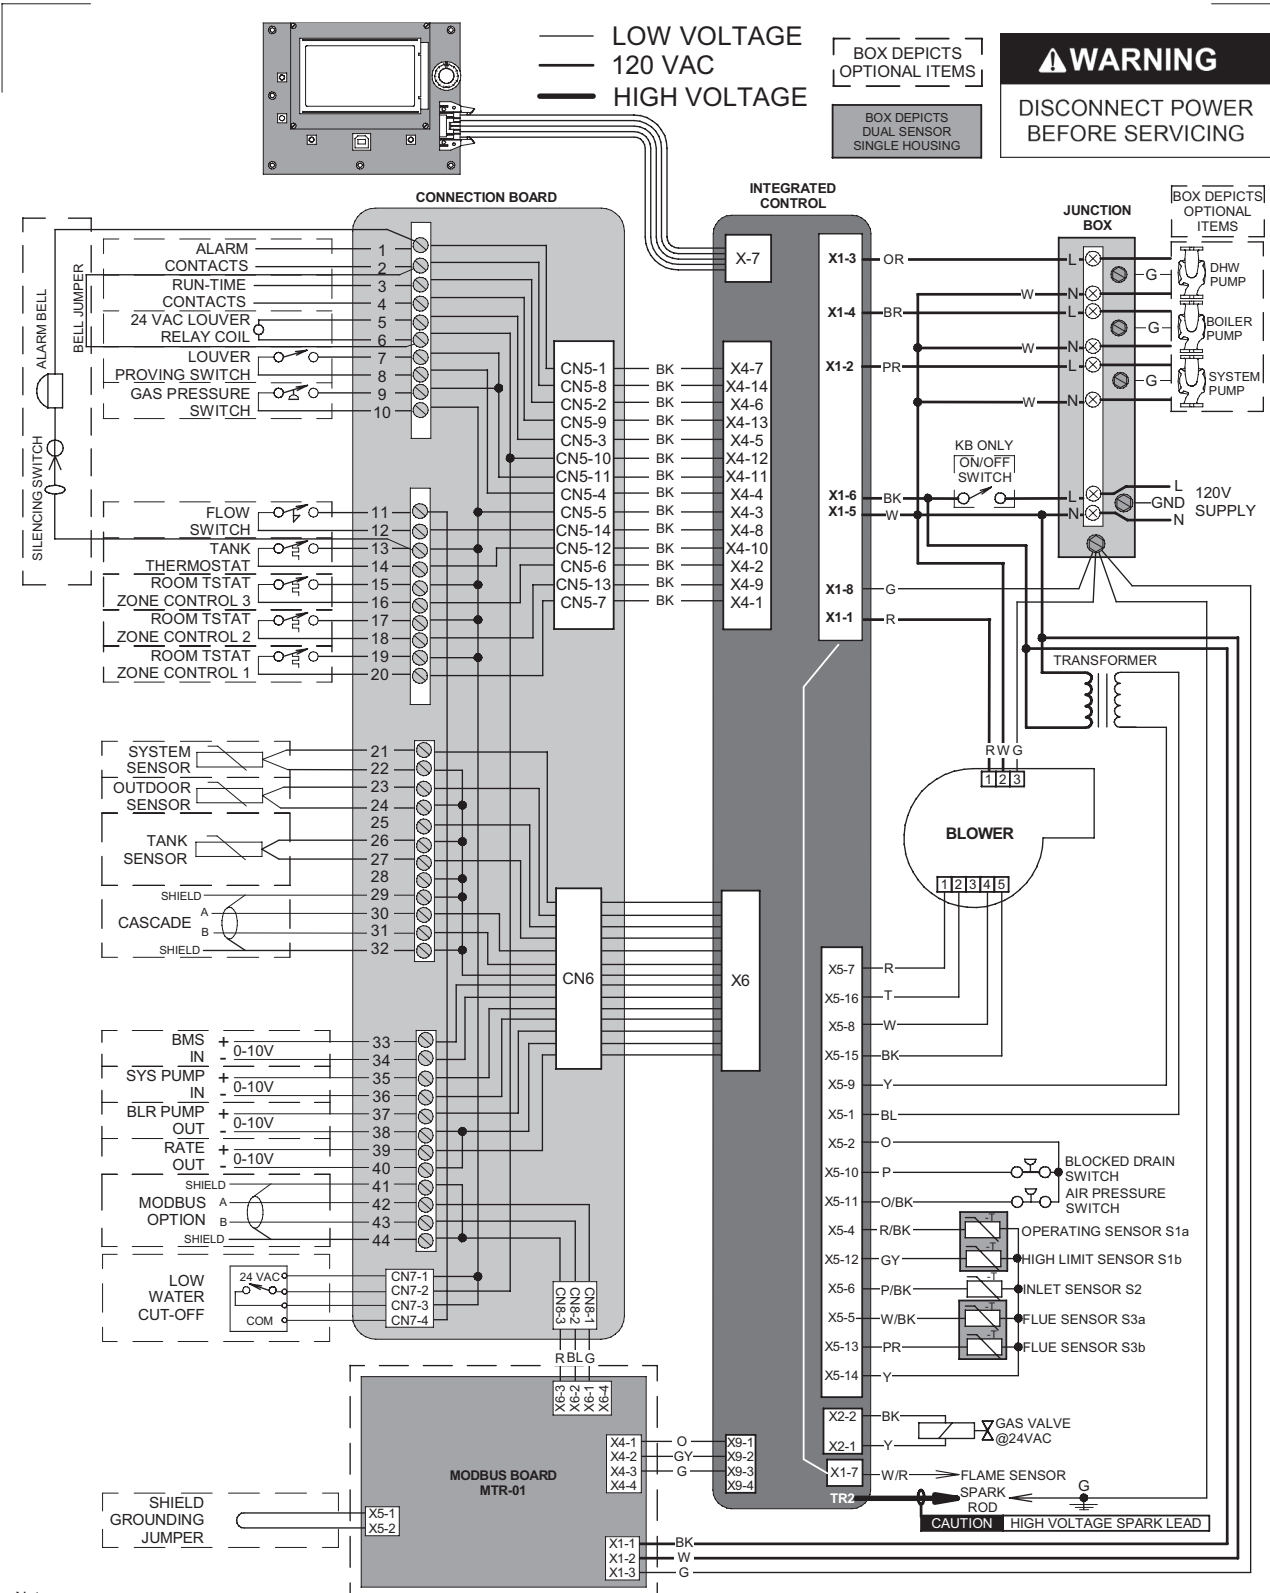 LOW VOLTAGE
120 VAC
HIGH VOLTAGE
BOX DEPICTS
OPTIONAL ITEMS
BOX DEPICTS
DUAL SENSOR
SINGLE HOUSING
WARNING
DISCONNECT POWER
BEFORE SERVICING
CONNECTION BOARD
INTEGRATED
CONTROL
JUNCTION
BOX
BOX DEPICTS
OPTIONAL
ITEMS
ALARM BELL
SILENCING SWITCH
BELL JUMPER
ALARM 1
CONTACTS 2
RUN-TIME 3
CONTACTS 4
24 VAC LOUVER 5
RELAY COIL 6
LOUVER 7
PROVING SWITCH 8
GAS PRESSURE 9
SWITCH 10
FLOW 11
SWITCH 12
TANK 13
THERMOSTAT 14
ROOM TSTAT 15
ZONE CONTROL 3 16
ROOM TSTAT 17
ZONE CONTROL 2 18
ROOM TSTAT 19
ZONE CONTROL 1 20
SYSTEM 21
SENSOR 22
OUTDOOR 23
SENSOR 24
25
TANK 26
SENSOR 27
28
SHIELD 29
CASCADE A 30
B 31
SHIELD 32
BMS + 33
IN - 0-10V 34
SYS PUMP + 35
IN - 0-10V 36
BLR PUMP + 37
OUT - 0-10V 38
RATE + 39
OUT - 0-10V 40
SHIELD 41
MODBUS A 42
OPTION B 43
SHIELD 44
LOW
WATER
CUT-OFF
24 VAC
COM
CN7-1
CN7-2
CN7-3
CN7-4
CN5-1 BK X4-7
CN5-8 BK X4-14
CN5-2 BK X4-6
CN5-9 BK X4-13
CN5-3 BK X4-5
CN5-10 BK X4-12
CN5-11 BK X4-11
CN5-4 BK X4-4
CN5-5 BK X4-3
CN5-14 BK X4-8
CN5-12 BK X4-10
CN5-6 BK X4-2
CN5-13 BK X4-9
CN5-7 BK X4-1
CN6
X6
X-7
CN8-3
CN8-2
CN8-1
R BL G
X6-3
X6-2
X6-1
X6-4
X1-3 OR L
W N
X1-4 BR L
W N
X1-2 PR L
W N
G DHW
PUMP
G BOILER
PUMP
G SYSTEM
PUMP
KB ONLY
ON/OFF
SWITCH
X1-6 BK L
X1-5 W N
L
GND
N
120V
SUPPLY
X1-8 G
X1-1 R
TRANSFORMER
R W G
1 2 3
BLOWER
1 2 3 4 5
X5-7 R
X5-16 T
X5-8 W
X5-15 BK
X5-9 Y
X5-1 BL
X5-2 O
X5-10 P BLOCKED DRAIN
SWITCH
X5-11 O/BK AIR PRESSURE
SWITCH
X5-4 R/BK -T OPERATING SENSOR S1a
X5-12 GY -T HIGH LIMIT SENSOR S1b
X5-6 P/BK -T INLET SENSOR S2
X5-5 W/BK -T FLUE SENSOR S3a
X5-13 PR -T FLUE SENSOR S3b
X5-14 Y
X2-2 BK
X2-1 Y
GAS VALVE
@24VAC
X1-7 W/R FLAME SENSOR
TR2 SPARK
ROD
G
CAUTION HIGH VOLTAGE SPARK LEAD
MODBUS BOARD
MTR-01
X4-1 O X9-1
X4-2 GY X9-2
X4-3 G X9-3
X4-4 X9-4
SHIELD
GROUNDING
JUMPER
X5-1
X5-2
X1-1 BK
X1-2 W
X1-3 G